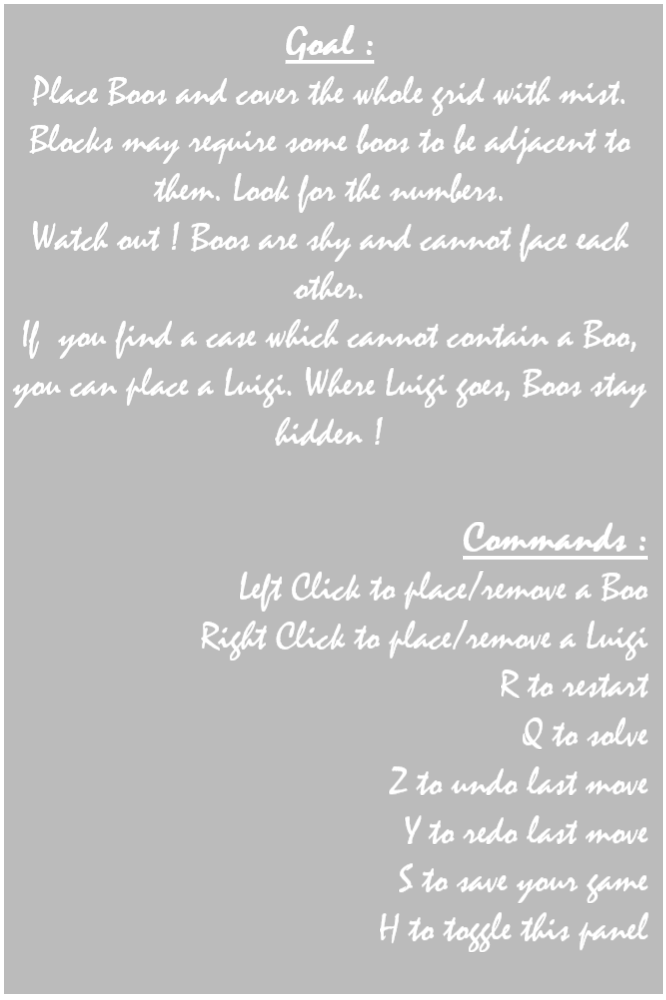 Goal :
Place Boos and cover the whole grid with mist.
Blocks may require some boos to be adjacent to
them. Look for the numbers.
Watch out ! Boos are shy and cannot face each
other.
If you find a case which cannot contain a Boo,
you can place a Luigi. Where Luigi goes, Boos stay
hidden !
Commands :
Left Click to place/remove a Boo
Right Click to place/remove a Luigi
R to restart
Q to solve
Z to undo last move
Y to redo last move
S to save your game
H to toggle this panel